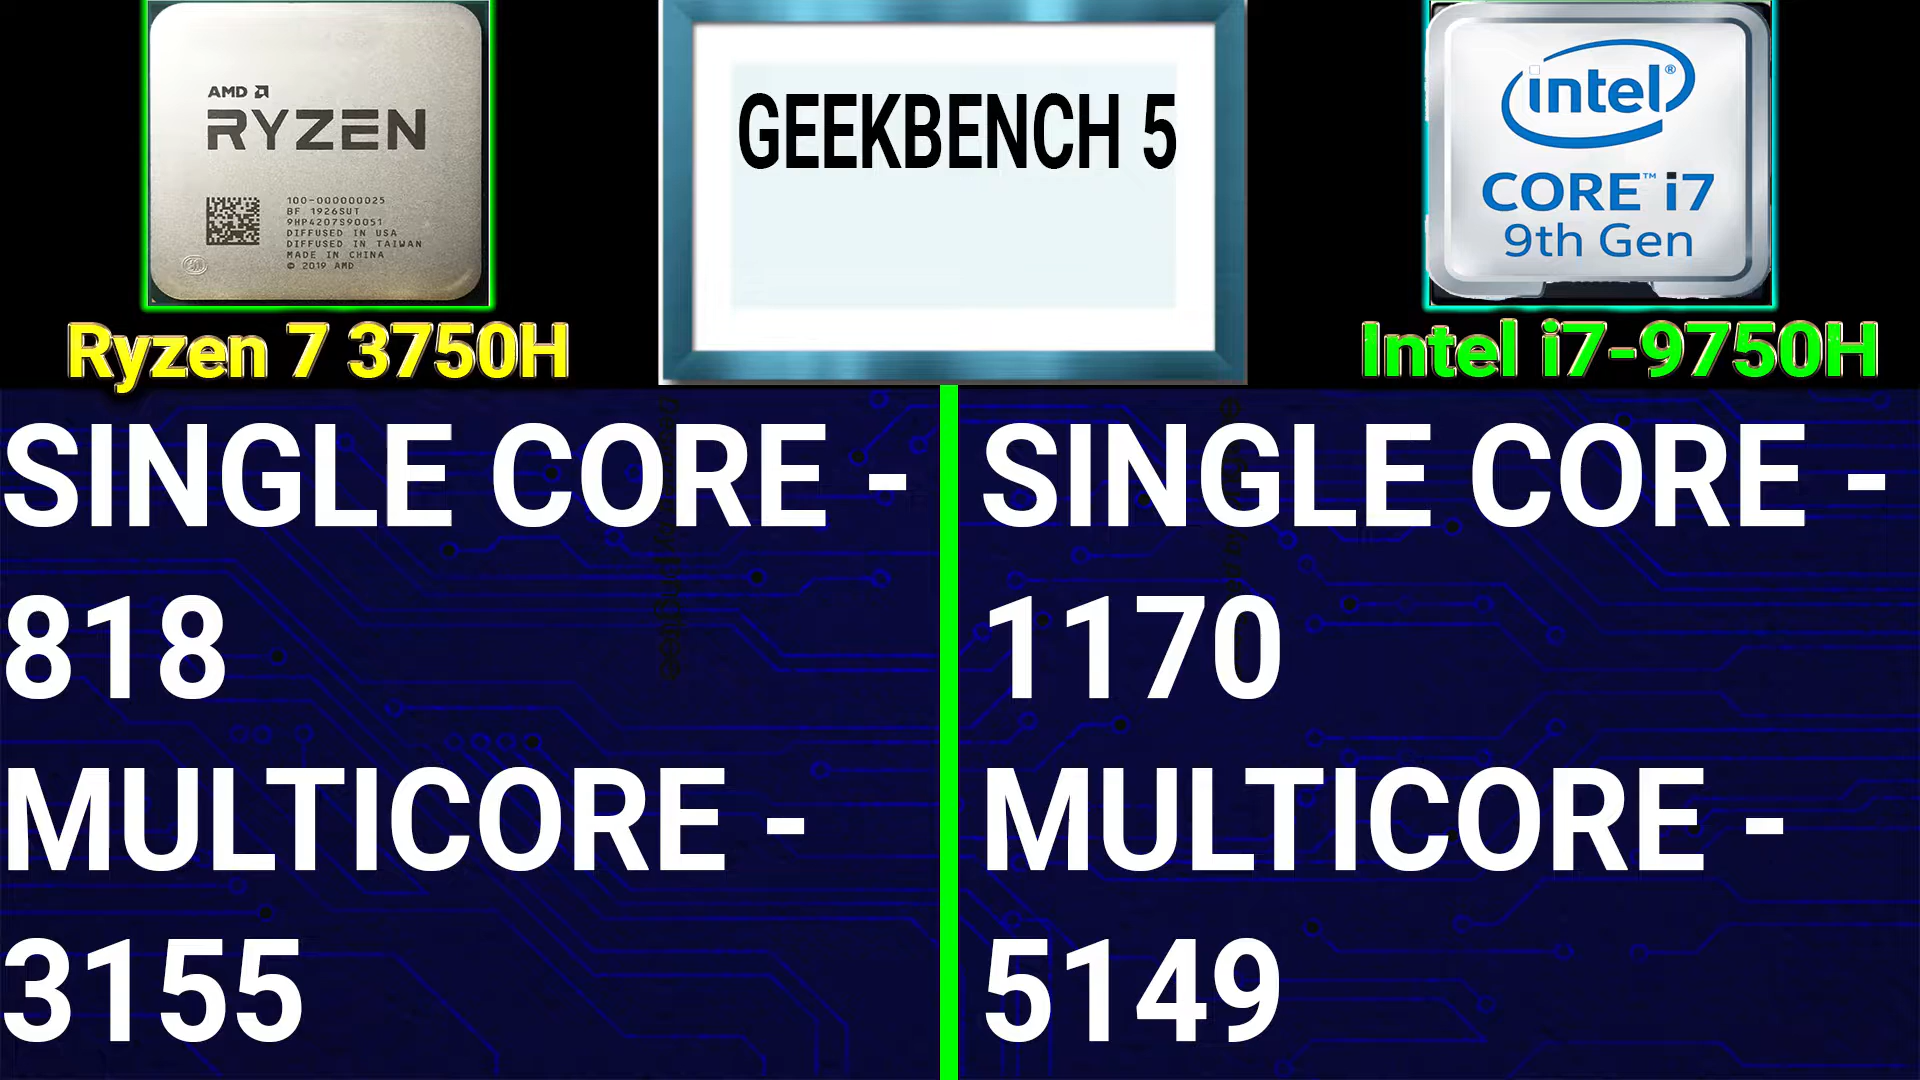 AMD
RYZEN
100-000000025
BF 1926SUT
9HP4207S90051
DIFFUSED IN USA
DIFFUSED IN TAIWAN
MADE IN CHINA
© 2019 AMD
Ryzen 7 3750H
GEEKBENCH 5
intel®
CORE™ i7
9th Gen
Intel i7-9750H
SINGLE CORE -
818
MULTICORE -
3155
SINGLE CORE -
1170
MULTICORE -
5149